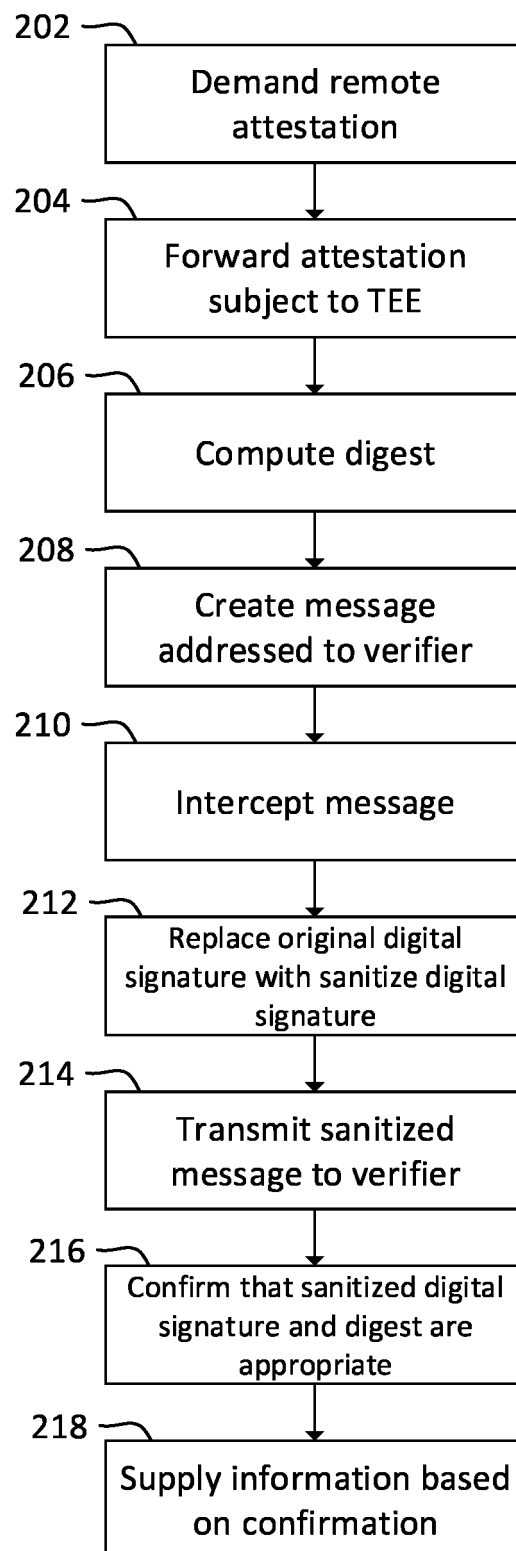 202
Demand remote
attestation
204
Forward attestation
subject to TEE
206
Compute digest
208
Create message
addressed to verifier
210
Intercept message
212
Replace original digital
signature with sanitize digital
signature
214
Transmit sanitized
message to verifier
216
Confirm that sanitized digital
signature and digest are
appropriate
218
Supply information based
on confirmation